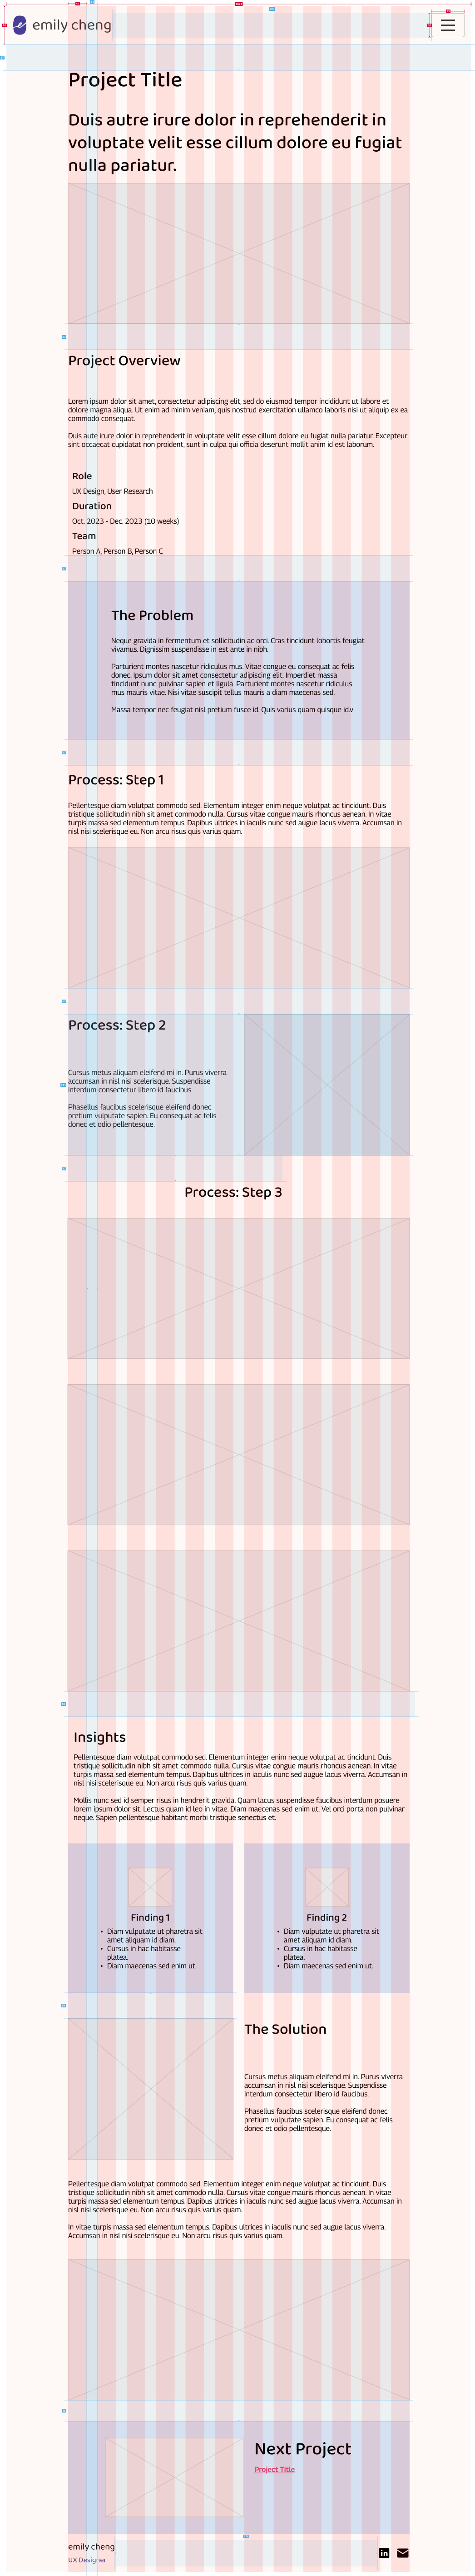 emily cheng
Project Title
Duis autre irure dolor in reprehenderit in
voluptate velit esse cillum dolore eu fugiat
nulla pariatur.
Project Overview
Lorem ipsum dolor sit amet, consectetur adipiscing elit, sed do eiusmod tempor incididunt ut labore et
dolore magna aliqua. Ut enim ad minim veniam, quis nostrud exercitation ullamco laboris nisi ut aliquip ex ea
commodo consequat.
Duis aute irure dolor in reprehenderit in voluptate velit esse cillum dolore eu fugiat nulla pariatur. Excepteur
sint occaecat cupidatat non proident, sunt in culpa qui officia deserunt mollit anim id est laborum.
Role
UX Design, User Research
Duration
Oct. 2023 - Dec. 2023 (10 weeks)
Team
Person A, Person B, Person C
The Problem
Neque gravida in fermentum et sollicitudin ac orci. Cras tincidunt lobortis feugiat
vivamus. Dignissim suspendisse in est ante in nibh.
Parturient montes nascetur ridiculus mus. Vitae congue eu consequat ac felis
donec. Ipsum dolor sit amet consectetur adipiscing elit. Imperdiet massa
tincidunt nunc pulvinar sapien et ligula. Parturient montes nascetur ridiculus
mus mauris vitae. Nisi vitae suscipit tellus mauris a diam maecenas sed.
Massa tempor nec feugiat nisl pretium fusce id. Quis varius quam quisque id.v
Process: Step 1
Pellentesque diam volutpat commodo sed. Elementum integer enim neque volutpat ac tincidunt. Duis
tristique sollicitudin nibh sit amet commodo nulla. Cursus vitae congue mauris rhoncus aenean. In vitae
turpis massa sed elementum tempus. Dapibus ultrices in iaculis nunc sed augue lacus viverra. Accumsan in
nisl nisi scelerisque eu. Non arcu risus quis varius quam.
Process: Step 2
Cursus metus aliquam eleifend mi in. Purus viverra
accumsan in nisl nisi scelerisque. Suspendisse
interdum consectetur libero id faucibus.
Phasellus faucibus scelerisque eleifend donec
pretium vulputate sapien. Eu consequat ac felis
donec et odio pellentesque.
Process: Step 3
Insights
Pellentesque diam volutpat commodo sed. Elementum integer enim neque volutpat ac tincidunt. Duis
tristique sollicitudin nibh sit amet commodo nulla. Cursus vitae congue mauris rhoncus aenean. In vitae
turpis massa sed elementum tempus. Dapibus ultrices in iaculis nunc sed augue lacus viverra. Accumsan in
nisl nisi scelerisque eu. Non arcu risus quis varius quam.
Mollis nunc sed id semper risus in hendrerit gravida. Quam lacus suspendisse faucibus interdum posuere
lorem ipsum dolor sit. Lectus quam id leo in vitae. Diam maecenas sed enim ut. Vel orci porta non pulvinar
neque. Sapien pellentesque habitant morbi tristique senectus et.
Finding 1
• Diam vulputate ut pharetra sit
amet aliquam id diam.
• Cursus in hac habitasse
platea.
• Diam maecenas sed enim ut.
Finding 2
• Diam vulputate ut pharetra sit
amet aliquam id diam.
• Cursus in hac habitasse
platea.
• Diam maecenas sed enim ut.
The Solution
Cursus metus aliquam eleifend mi in. Purus viverra
accumsan in nisl nisi scelerisque. Suspendisse
interdum consectetur libero id faucibus.
Phasellus faucibus scelerisque eleifend donec
pretium vulputate sapien. Eu consequat ac felis
donec et odio pellentesque.
Pellentesque diam volutpat commodo sed. Elementum integer enim neque volutpat ac tincidunt. Duis
tristique sollicitudin nibh sit amet commodo nulla. Cursus vitae congue mauris rhoncus aenean. In vitae
turpis massa sed elementum tempus. Dapibus ultrices in iaculis nunc sed augue lacus viverra. Accumsan in
nisl nisi scelerisque eu. Non arcu risus quis varius quam.
In vitae turpis massa sed elementum tempus. Dapibus ultrices in iaculis nunc sed augue lacus viverra.
Accumsan in nisl nisi scelerisque eu. Non arcu risus quis varius quam.
Next Project
Project Title
emily cheng
UX Designer
in